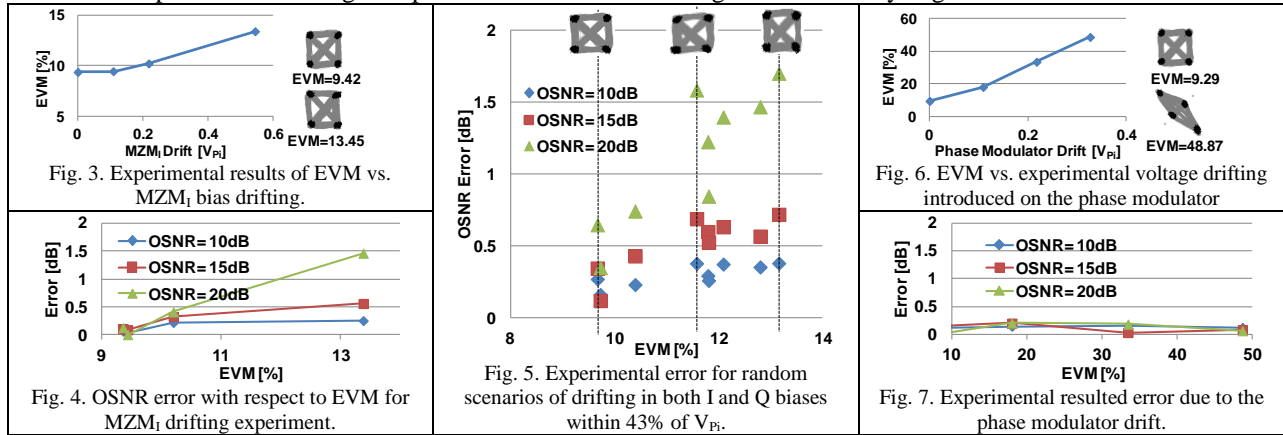 15
10
5
EVM [%]
0
0.2
0.4
0.6
MZMI Drift [VPi]
EVM=9.42
EVM=13.45
Fig. 3. Experimental results of EVM vs.
MZMI bias drifting.
2
1.5
1
0.5
0
Error [dB]
OSNR= 10dB
OSNR= 15dB
OSNR= 20dB
9
11
13
EVM [%]
Fig. 4. OSNR error with respect to EVM for
MZMI drifting experiment.
2
1.5
1
0.5
0
OSNR Error [dB]
OSNR= 10dB
OSNR= 15dB
OSNR= 20dB
8
10
12
14
EVM [%]
Fig. 5. Experimental error for random
scenarios of drifting in both I and Q biases
within 43% of VPi.
60
40
20
0
EVM [%]
0
0.2
0.4
Phase Modulator Drift [VPi]
EVM=9.29
EVM=48.87
Fig. 6. EVM vs. experimental voltage drifting
introduced on the phase modulator
2
1.5
1
0.5
0
Error [dB]
OSNR= 10dB
OSNR= 15dB
OSNR= 20dB
10
20
30
40
50
EVM [%]
Fig. 7. Experimental resulted error due to the
phase modulator drift.